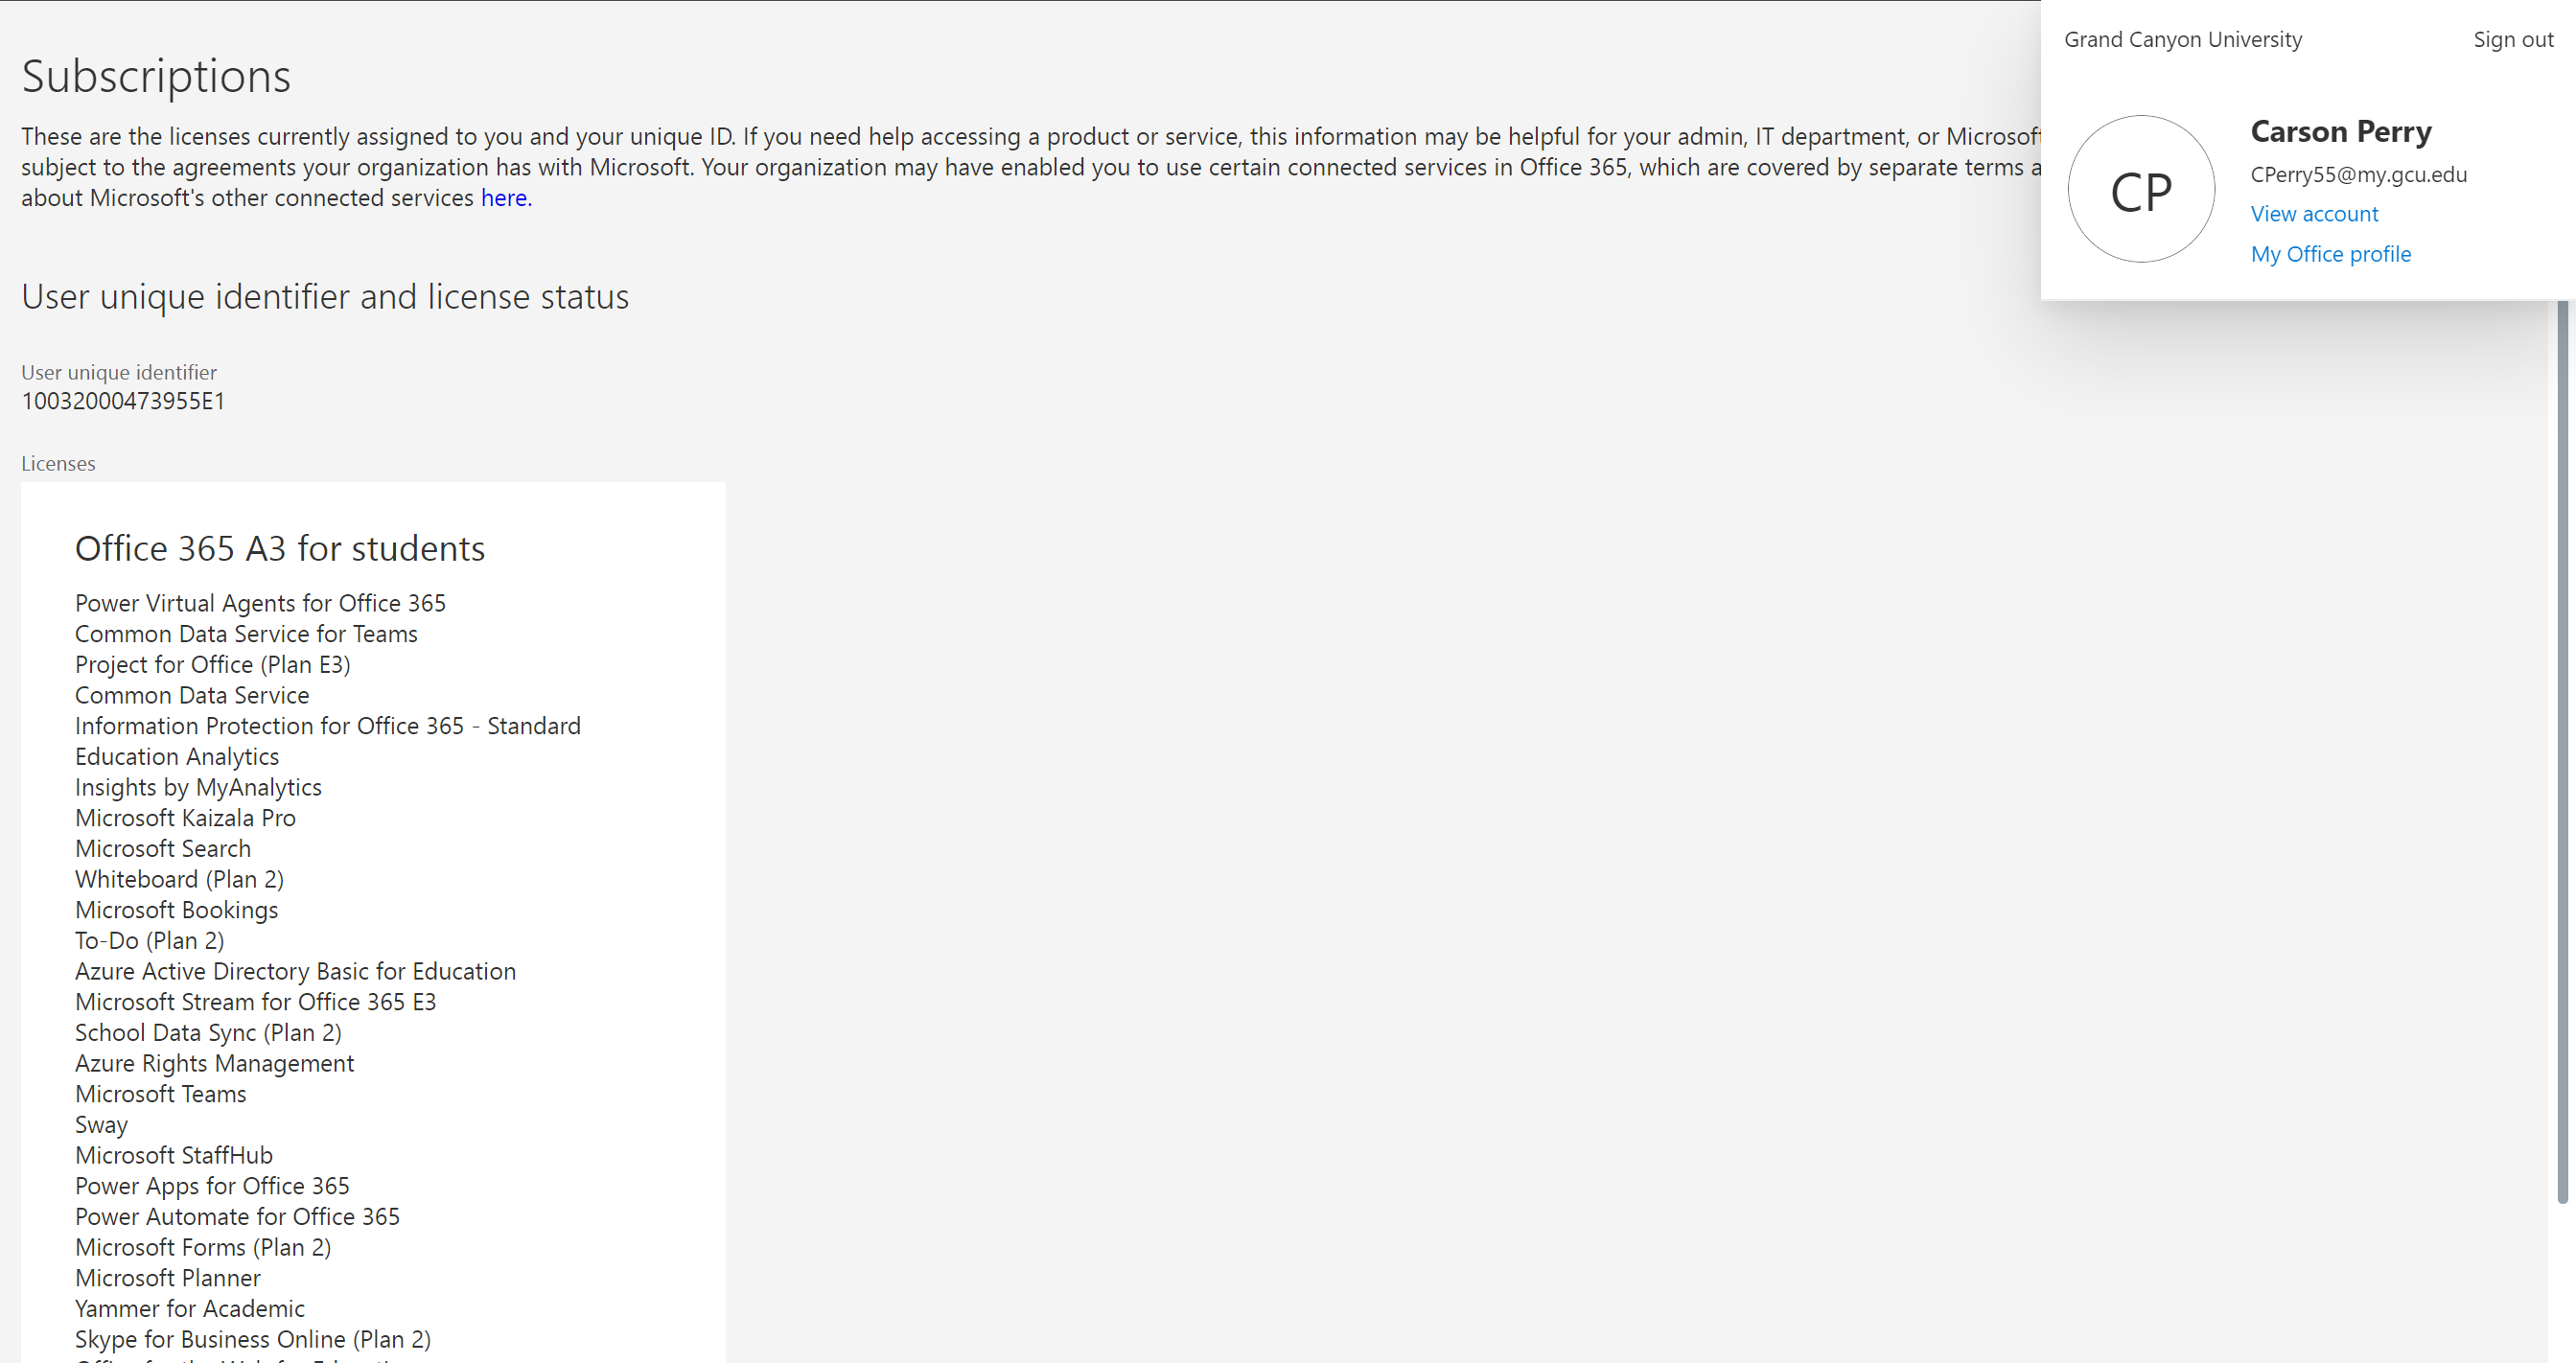 Grand Canyon University
Sign out
CP
Carson Perry
CPerry55@my.gcu.edu
View account
My Office profile
Subscriptions
These are the licenses currently assigned to you and your unique ID. If you need help accessing a product or service, this information may be helpful for your admin, IT department, or Microsoft
subject to the agreements your organization has with Microsoft. Your organization may have enabled you to use certain connected services in Office 365, which are covered by separate terms a
about Microsoft's other connected services here.
User unique identifier and license status
User unique identifier
10032000473955E1
Licenses
Office 365 A3 for students
Power Virtual Agents for Office 365
Common Data Service for Teams
Project for Office (Plan E3)
Common Data Service
Information Protection for Office 365 - Standard
Education Analytics
Insights by MyAnalytics
Microsoft Kaizala Pro
Microsoft Search
Whiteboard (Plan 2)
Microsoft Bookings
To-Do (Plan 2)
Azure Active Directory Basic for Education
Microsoft Stream for Office 365 E3
School Data Sync (Plan 2)
Azure Rights Management
Microsoft Teams
Sway
Microsoft StaffHub
Power Apps for Office 365
Power Automate for Office 365
Microsoft Forms (Plan 2)
Microsoft Planner
Yammer for Academic
Skype for Business Online (Plan 2)